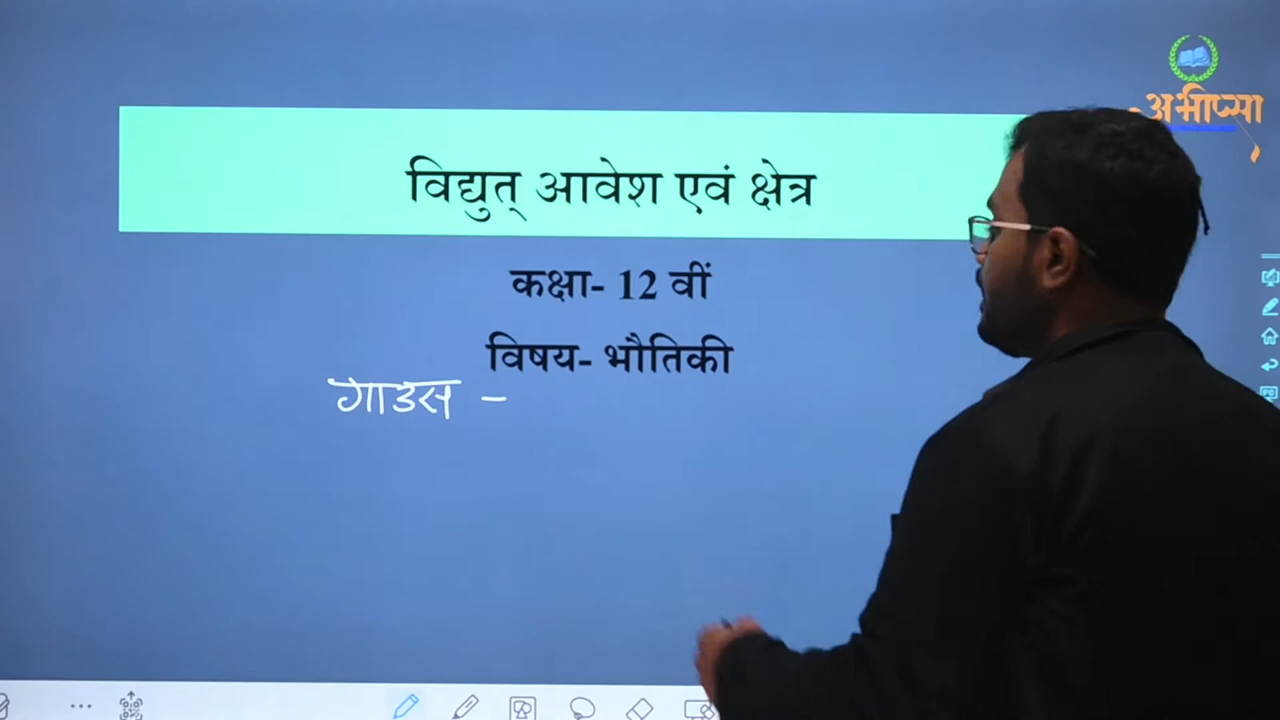 अभीप्सा
विद्युत् आवेश एवं क्षेत्र
कक्षा- 12 वीं
विषय- भौतिकी
गाउस -